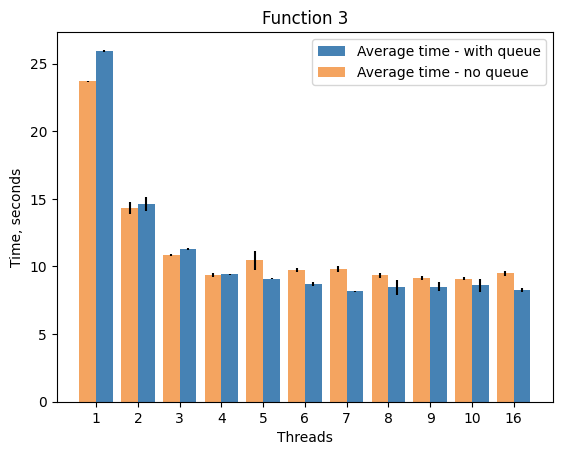 Function 3
Average time - with queue
Average time - no queue
Time, seconds
25
20
15
10
5
0
1 2 3 4 5 6 7 8 9 10 16
Threads